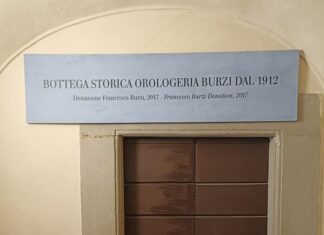 BOTTEGA STORICA OROLOGERIA BURZI DAL 1912
Donazione Francesco Burzi, 2017 - Francesco Burzi Donation, 2017